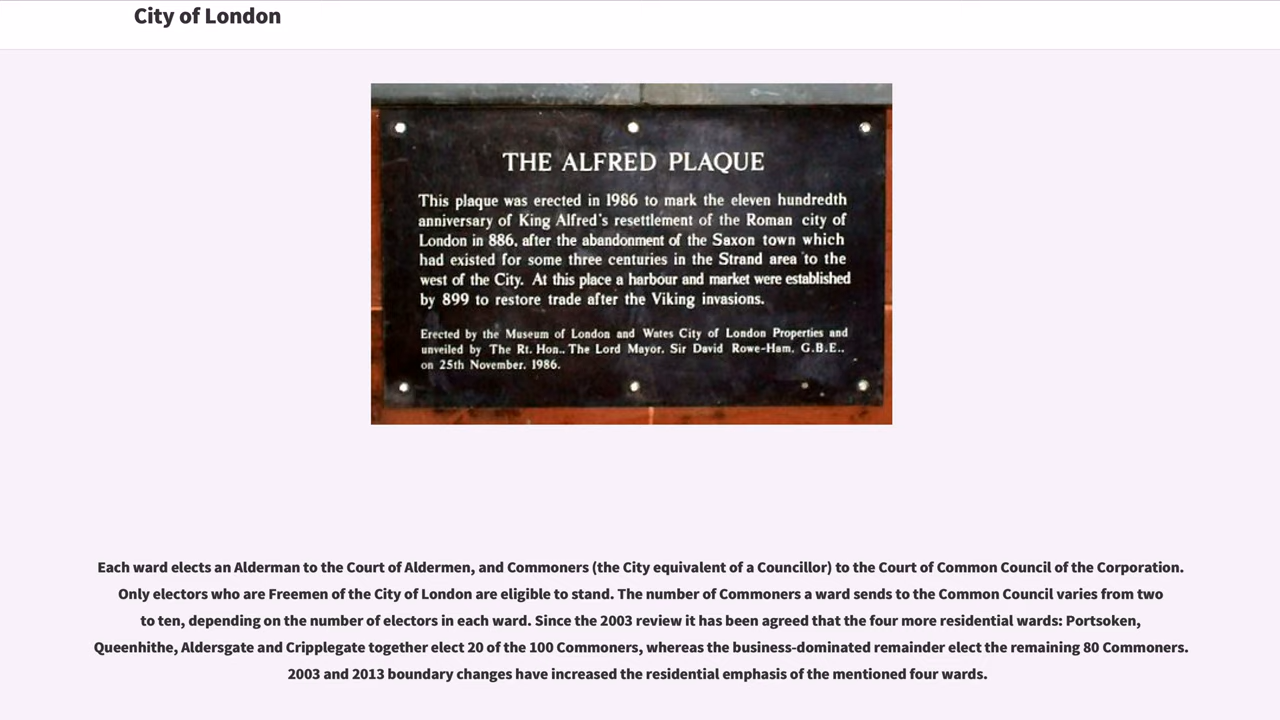 City of London
THE ALFRED PLAQUE
This plaque was erected in 1986 to mark the eleven hundredth
anniversary of King Alfred's resettlement of the Roman city of
London in 886, after the abandonment of the Saxon town which
had existed for some three centuries in the Strand area to the
west of the City. At this place a harbour and market were established
by 899 to restore trade after the Viking invasions.
Erected by the Museum of London and Wates City of London Properties and
unveiled by The Rt. Hon., The Lord Mayor, Sir David Rowe-Ham, G.B.E.,
on 25th November, 1986.
Each ward elects an Alderman to the Court of Aldermen, and Commoners (the City equivalent of a Councillor) to the Court of Common Council of the Corporation.
Only electors who are Freemen of the City of London are eligible to stand. The number of Commoners a ward sends to the Common Council varies from two
to ten, depending on the number of electors in each ward. Since the 2003 review it has been agreed that the four more residential wards: Portsoken,
Queenhithe, Aldersgate and Cripplegate together elect 20 of the 100 Commoners, whereas the business-dominated remainder elect the remaining 80 Commoners.
2003 and 2013 boundary changes have increased the residential emphasis of the mentioned four wards.